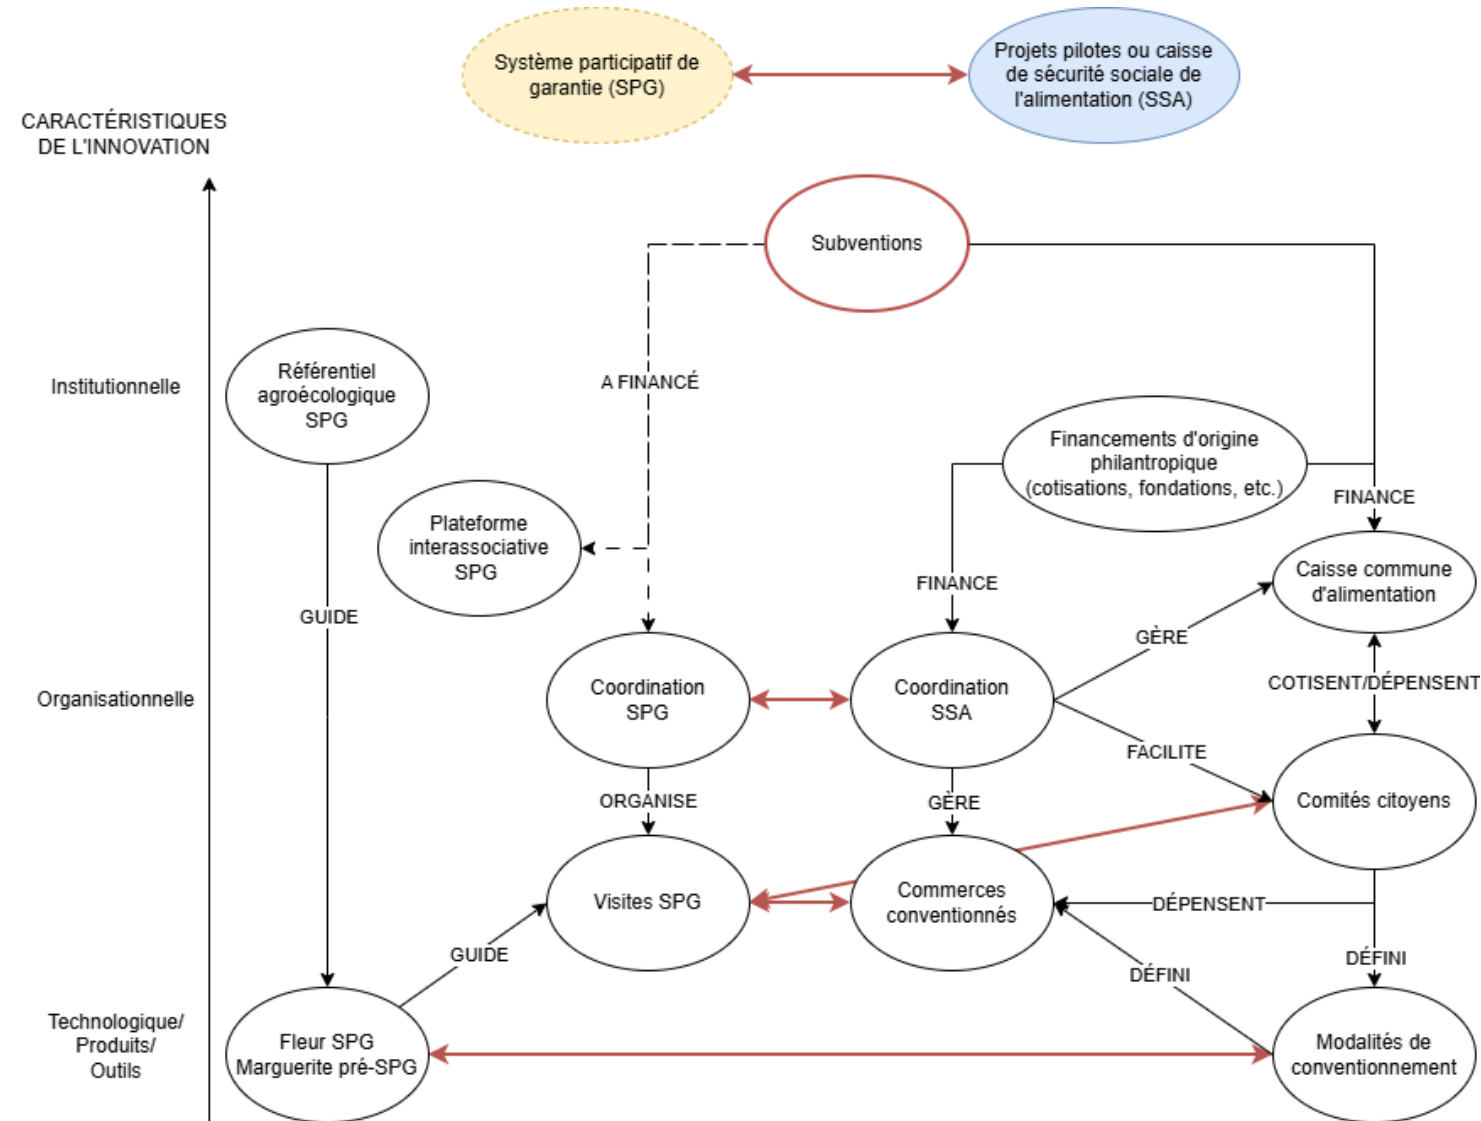 Système participatif de
garantie (SPG)
Projets pilotes ou caisse
de sécurité sociale de
l'alimentation (SSA)
CARACTÉRISTIQUES
DE L'INNOVATION
Subventions
Institutionnelle
Référentiel
agroécologique
SPG
A FINANCÉ
Financements d'origine
philantropique
(cotisations, fondations, etc.)
FINANCE
Plateforme
interassociative
SPG
Caisse commune
d'alimentation
FINANCE
GUIDE
GÈRE
Organisationnelle
Coordination
SPG
Coordination
SSA
COTISENT/DÉPENSENT
FACILITE
ORGANISE
GÈRE
Comités citoyens
Visites SPG
Commerces
conventionnés
DÉPENSENT
GUIDE
DÉFINI
DÉFINI
Technologique/
Produits/
Outils
Fleur SPG
Marguerite pré-SPG
Modalités de
conventionnement